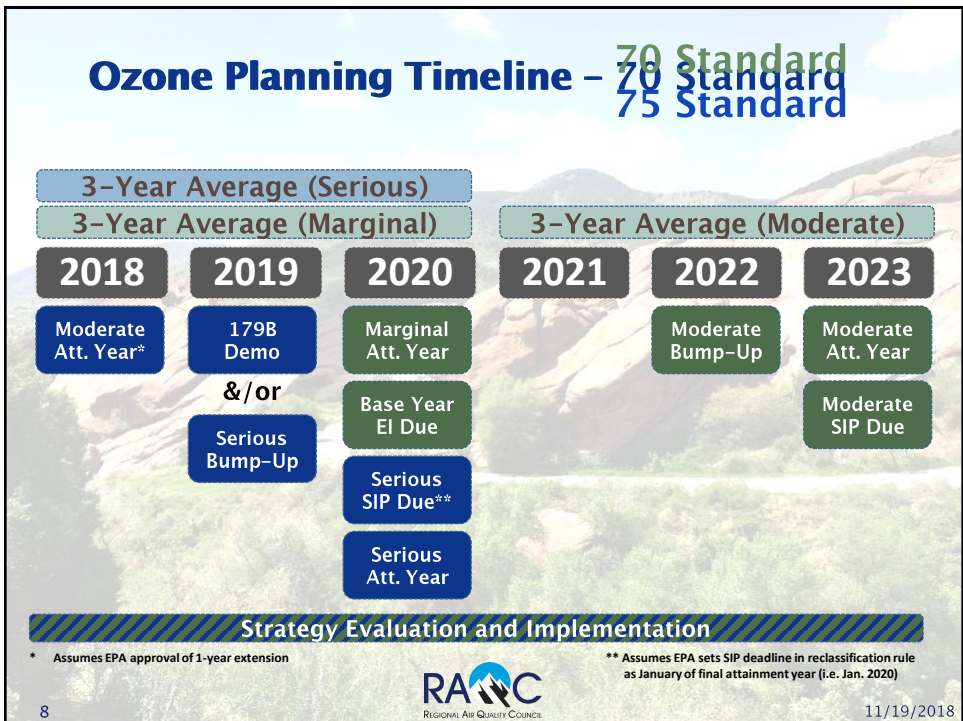 Ozone Planning Timeline – 70 Standard
70 Standard
75 Standard
3-Year Average (Serious)
3-Year Average (Marginal)
3-Year Average (Moderate)
2018
2019
2020
2021
2022
2023
Moderate
Att. Year*
179B
Demo
&/or
Serious
Bump-Up
Marginal
Att. Year
Base Year
EI Due
Serious
SIP Due**
Serious
Att. Year
Moderate
Bump-Up
Moderate
Att. Year
Moderate
SIP Due
Strategy Evaluation and Implementation
* Assumes EPA approval of 1-year extension
** Assumes EPA sets SIP deadline in reclassification rule
as January of final attainment year (i.e. Jan. 2020)
RAQC
REGIONAL AIR QUALITY COUNCIL
8
11/19/2018